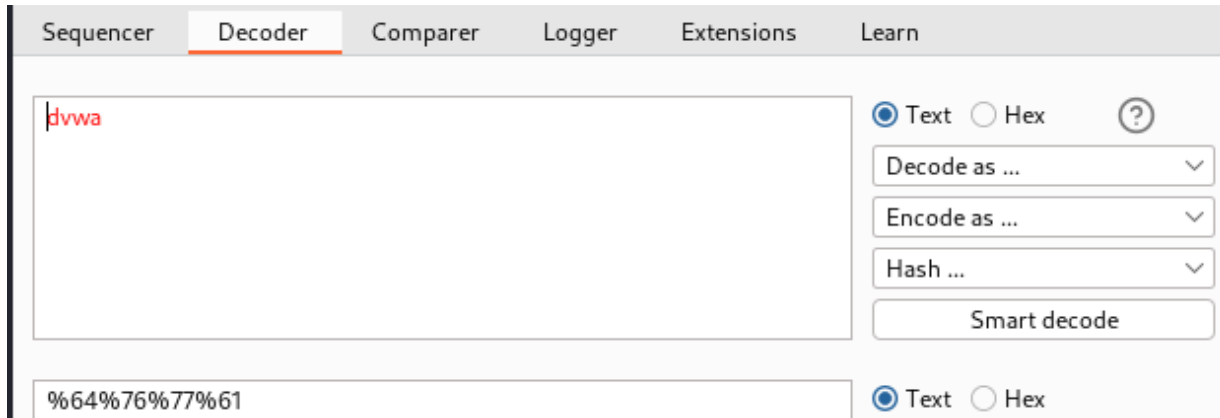 Sequencer Decoder Comparer Logger Extensions Learn
dvwa
Text Hex ?
Decode as ...
Encode as ...
Hash ...
Smart decode
%64%76%77%61
Text Hex